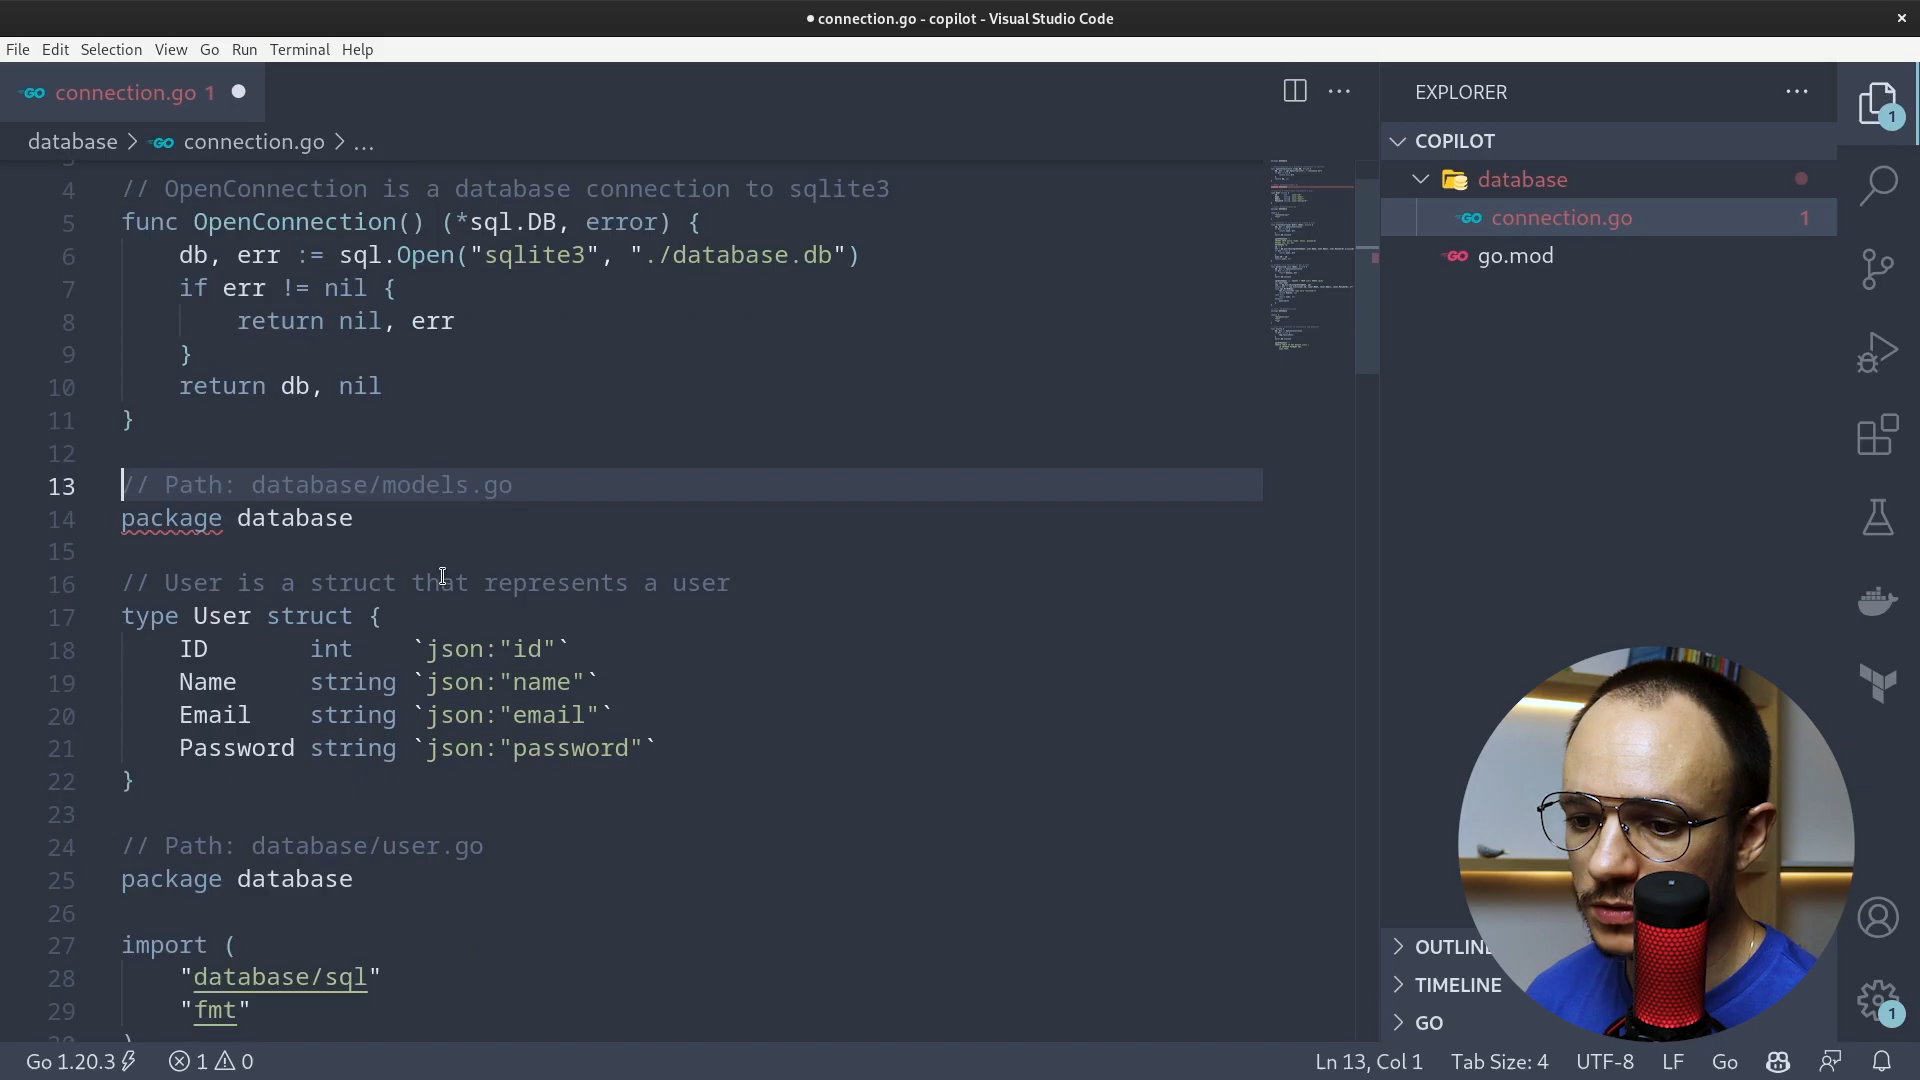 connection.go - copilot - Visual Studio Code
File Edit Selection View Go Run Terminal Help
GO connection.go 1
database > GO connection.go > ...
4 // OpenConnection is a database connection to sqlite3
5 func OpenConnection() (*sql.DB, error) {
6 db, err := sql.Open("sqlite3", "./database.db")
7 if err != nil {
8 return nil, err
9 }
10 return db, nil
11 }
12
13 // Path: database/models.go
14 package database
15
16 // User is a struct that represents a user
17 type User struct {
18 ID int `json:"id"`
19 Name string `json:"name"`
20 Email string `json:"email"`
21 Password string `json:"password"`
22 }
23
24 // Path: database/user.go
25 package database
26
27 import (
28 "database/sql"
29 "fmt"
EXPLORER
COPILOT
database
GO connection.go 1
GO go.mod
OUTLINE
TIMELINE
GO
1
1
Go 1.20.3 1 0 Ln 13, Col 1 Tab Size: 4 UTF-8 LF Go